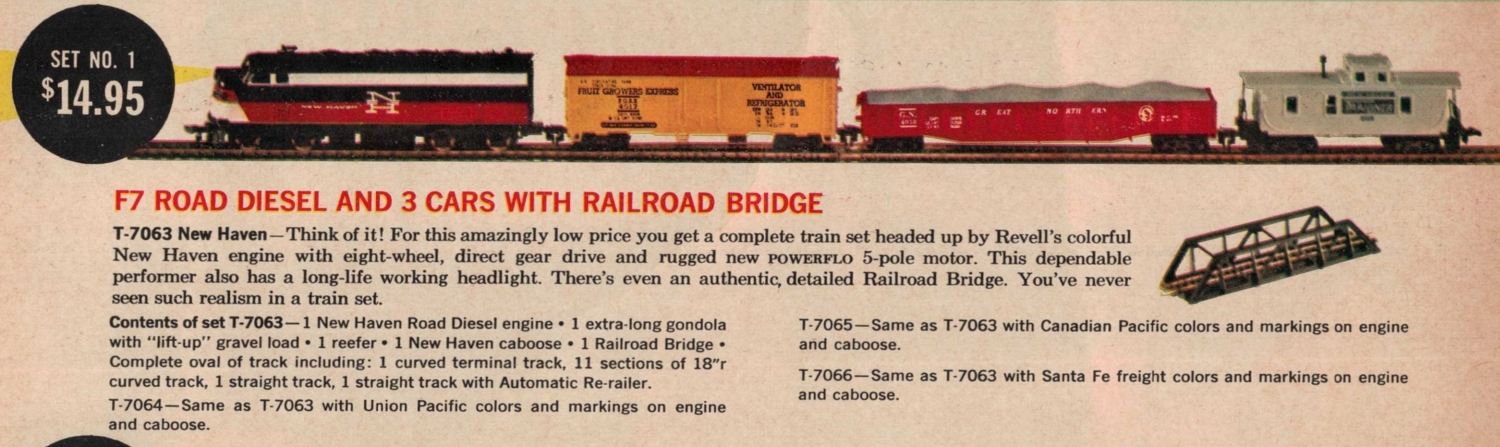 SET NO. 1
$14.95
NEW HAVEN
N
H
FRUIT GROWERS EXPRESS
VENTILATOR
AND
REFRIGERATOR
G.N.
GREAT NORTHERN
F7 ROAD DIESEL AND 3 CARS WITH RAILROAD BRIDGE
T-7063 New Haven—Think of it! For this amazingly low price you get a complete train set headed up by Revell's colorful
New Haven engine with eight-wheel, direct gear drive and rugged new POWERFLO 5-pole motor. This dependable
performer also has a long-life working headlight. There's even an authentic, detailed Railroad Bridge. You've never
seen such realism in a train set.
Contents of set T-7063—1 New Haven Road Diesel engine • 1 extra-long gondola
with "lift-up" gravel load • 1 reefer • 1 New Haven caboose • 1 Railroad Bridge •
Complete oval of track including: 1 curved terminal track, 11 sections of 18"r
curved track, 1 straight track, 1 straight track with Automatic Re-railer.
T-7064—Same as T-7063 with Union Pacific colors and markings on engine
and caboose.
T-7065—Same as T-7063 with Canadian Pacific colors and markings on engine
and caboose.
T-7066—Same as T-7063 with Santa Fe freight colors and markings on engine
and caboose.